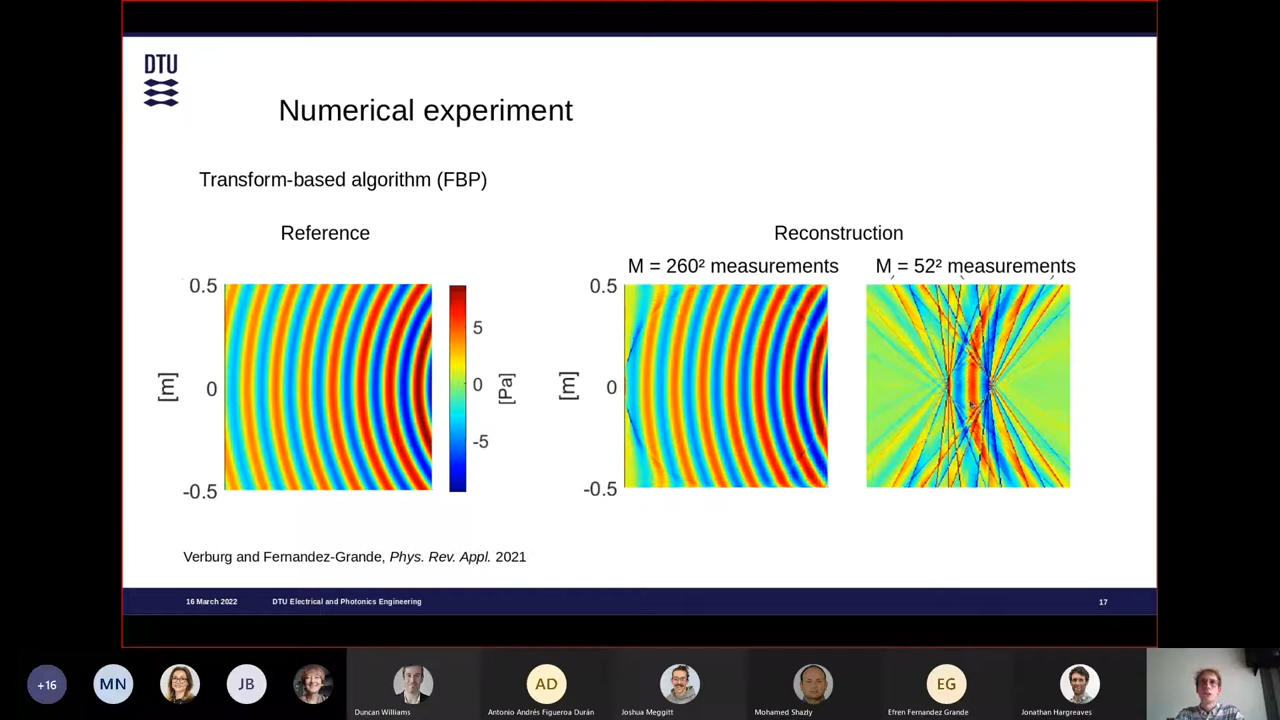 DTU
Numerical experiment
Transform-based algorithm (FBP)
Reference
Reconstruction
M = 260² measurements
M = 52² measurements
0.5
0
-0.5
[m]
5
0
-5
[Pa]
0.5
0
-0.5
[m]
Verburg and Fernandez-Grande, Phys. Rev. Appl. 2021
16 March 2022
DTU Electrical and Photonics Engineering
17
+16
MN
JB
Duncan Williams
AD
Antonio Andrés Figueroa Durán
Joshua Meggitt
Mohamed Shazly
EG
Efren Fernandez Grande
Jonathan Hargreaves